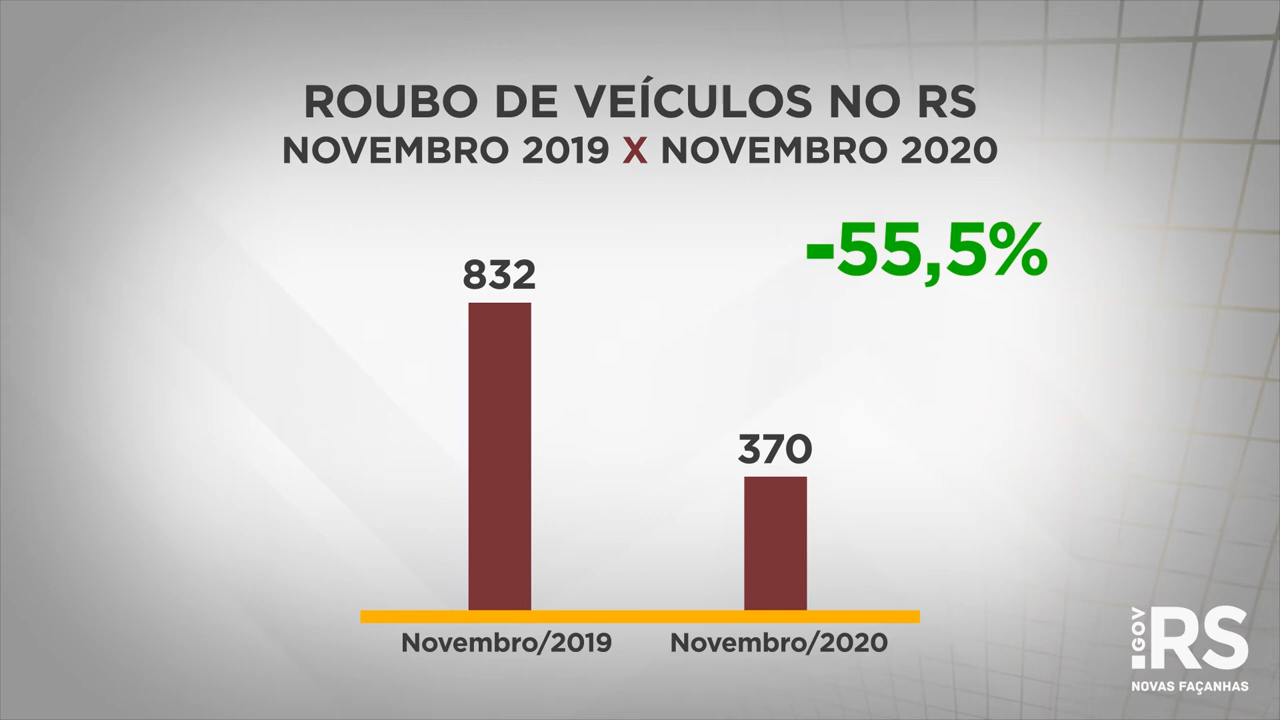 ROUBO DE VEÍCULOS NO RS
NOVEMBRO 2019 X NOVEMBRO 2020
-55,5%
832
370
Novembro/2019
Novembro/2020
.GOV
RS
NOVAS FAÇANHAS